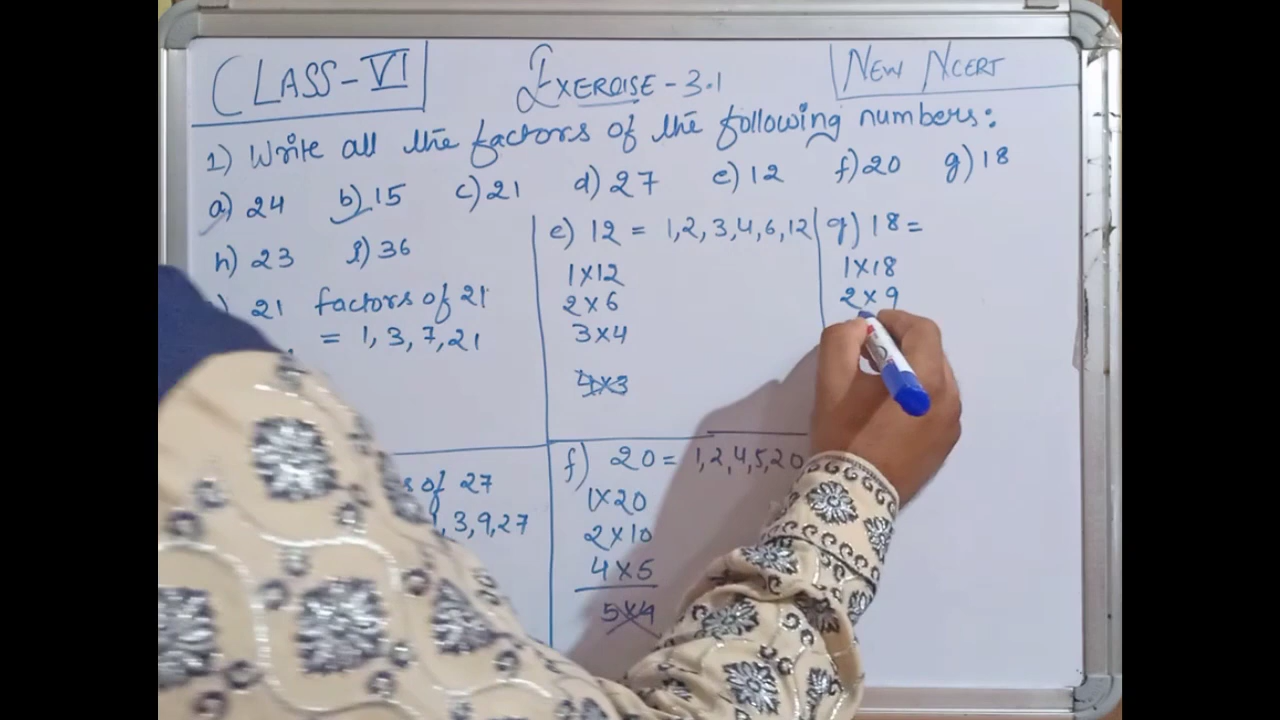 CLASS-VI
EXERCISE-3.1
NEW NCERT
1) Write all the factors of the following numbers:
a) 24 b) 15 c) 21 d) 27 e) 12 f) 20 g) 18
h) 23 i) 36
21 factors of 21
= 1, 3, 7, 21
of 27
3, 9, 27
e) 12 = 1, 2, 3, 4, 6, 12
1×12
2×6
3×4
4×3
f) 20 = 1, 2, 4, 5, 20
1×20
2×10
4×5
5×4
g) 18 =
1×18
2×9